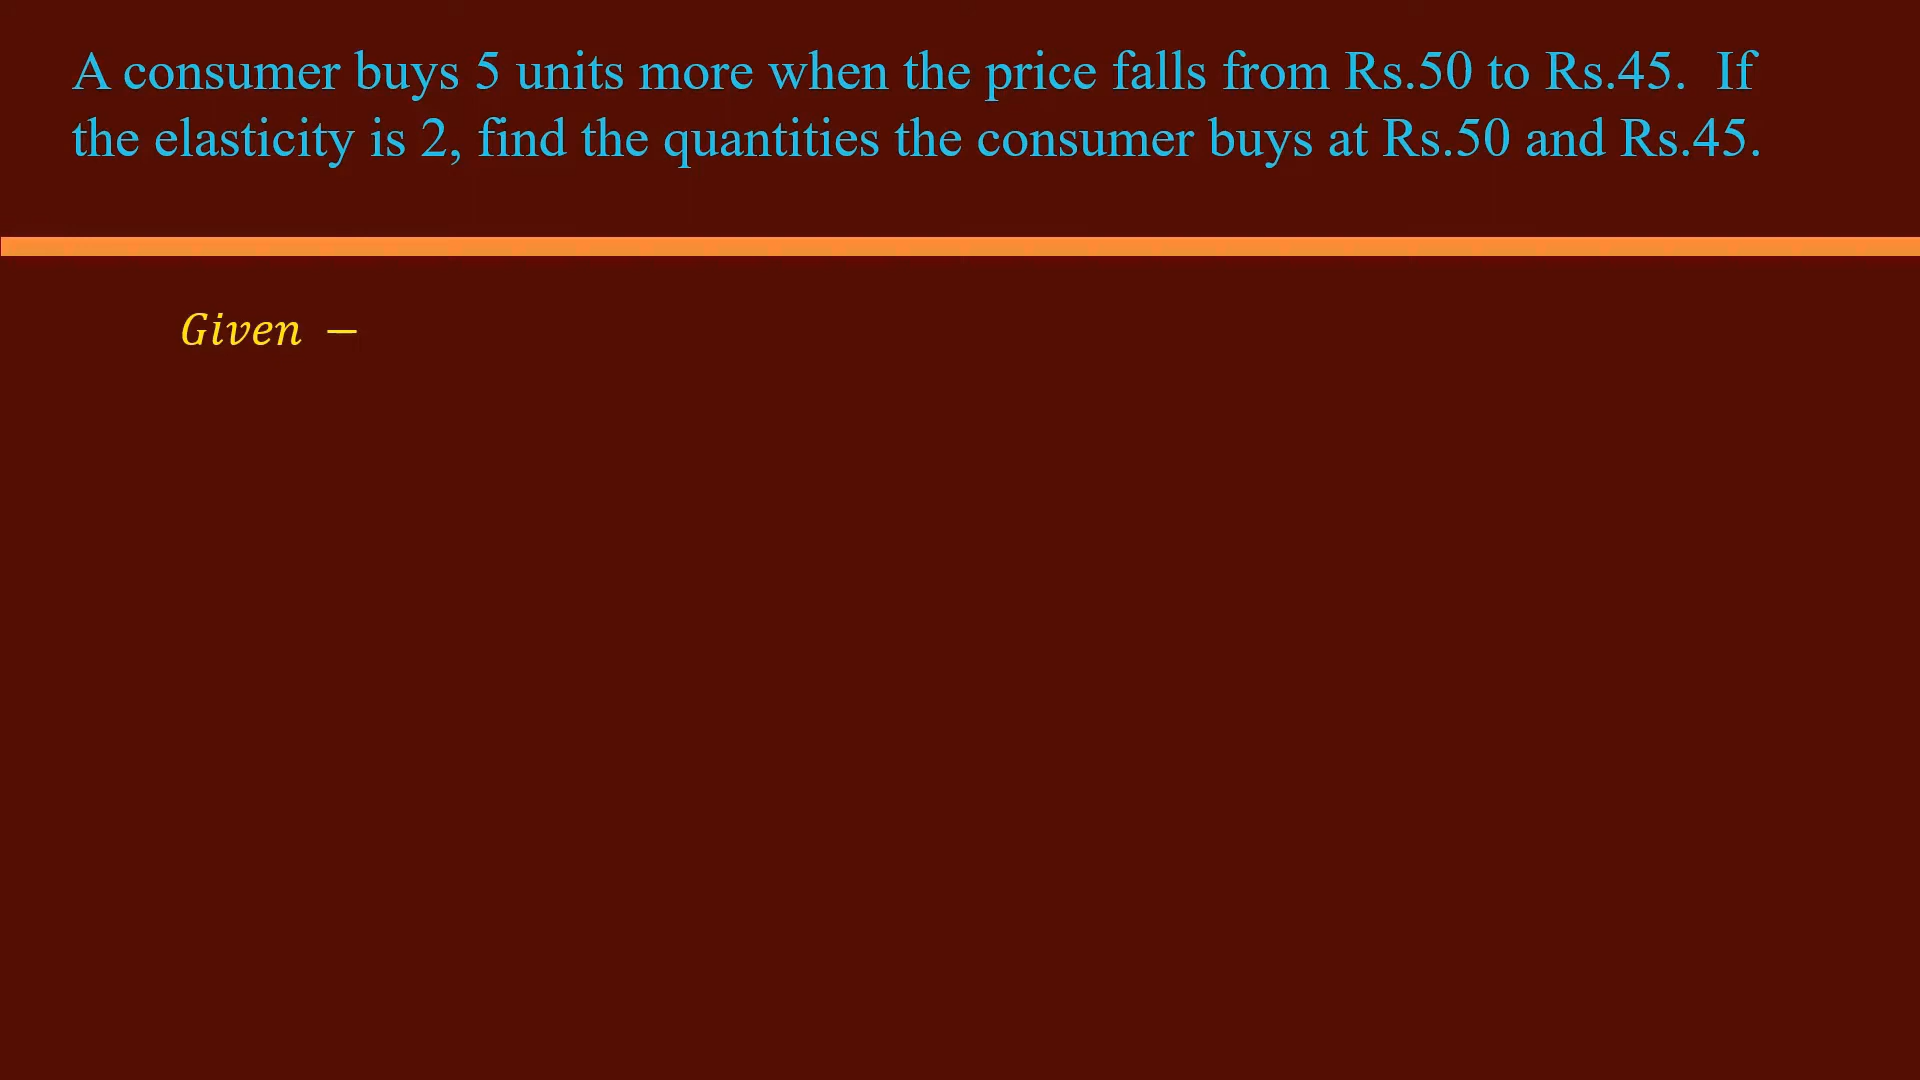 A consumer buys 5 units more when the price falls from Rs.50 to Rs.45.  If
the elasticity is 2, find the quantities the consumer buys at Rs.50 and Rs.45.
Given −